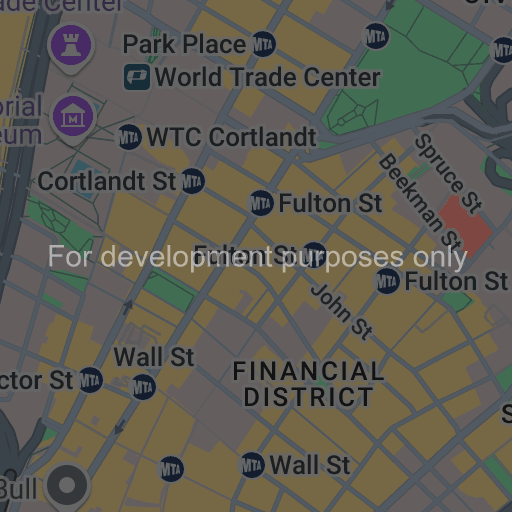 ade Center
Park Place
World Trade Center
orial
eum
WTC Cortlandt
Spruce St
Beekman St
Cortlandt St
Fulton St
Fulton St
For development purposes only
Fulton St
John St
Wall St
ctor St
FINANCIAL
DISTRICT
Wall St
Bull
MTA
MTA
MTA
MTA
MTA
MTA
MTA
MTA
MTA
MTA
MTA
MTA